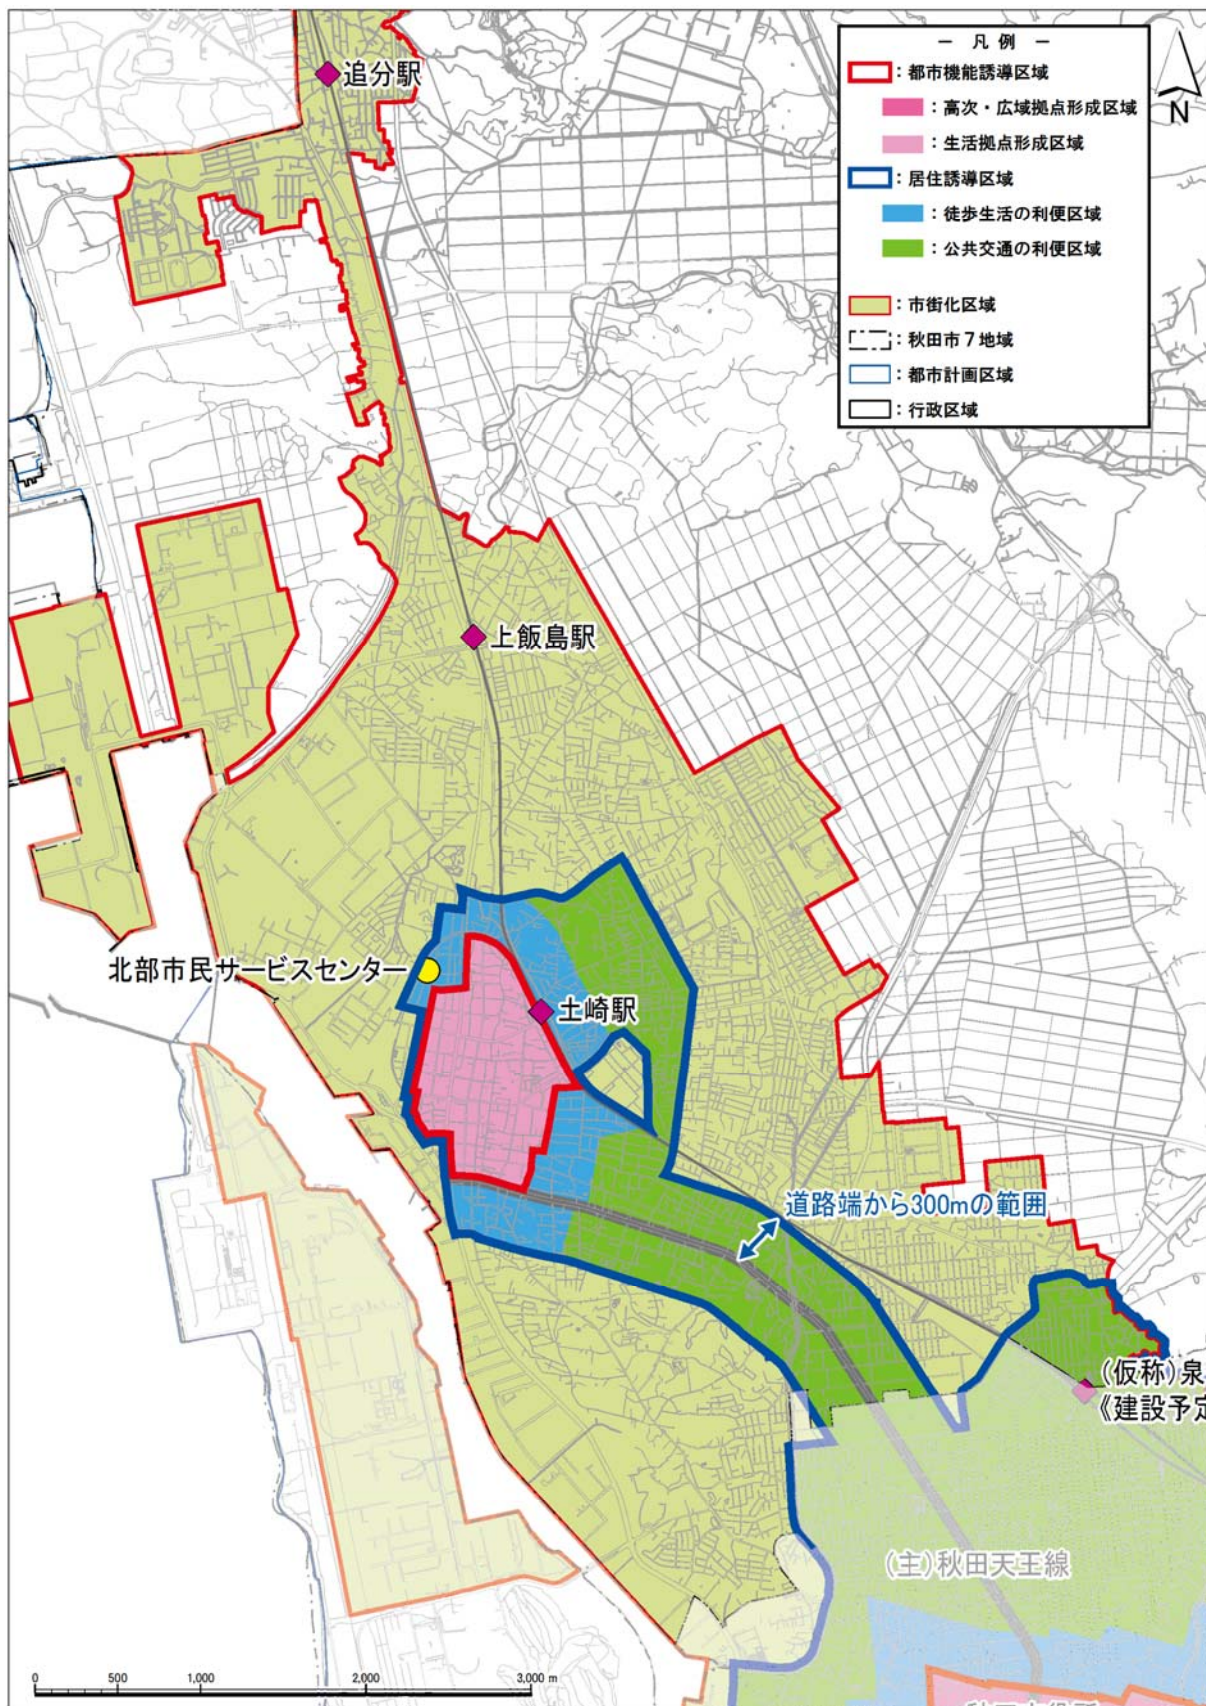 ― 凡 例 ―
：都市機能誘導区域
：高次・広域拠点形成区域
：生活拠点形成区域
：居住誘導区域
：徒歩生活の利便区域
：公共交通の利便区域
：市街化区域
：秋田市７地域
：都市計画区域
：行政区域
N
追分駅
上飯島駅
北部市民サービスセンター
土崎駅
道路端から300mの範囲
(仮称)泉
《建設予定
(主)秋田天王線
0 500 1,000 2,000 3,000 m